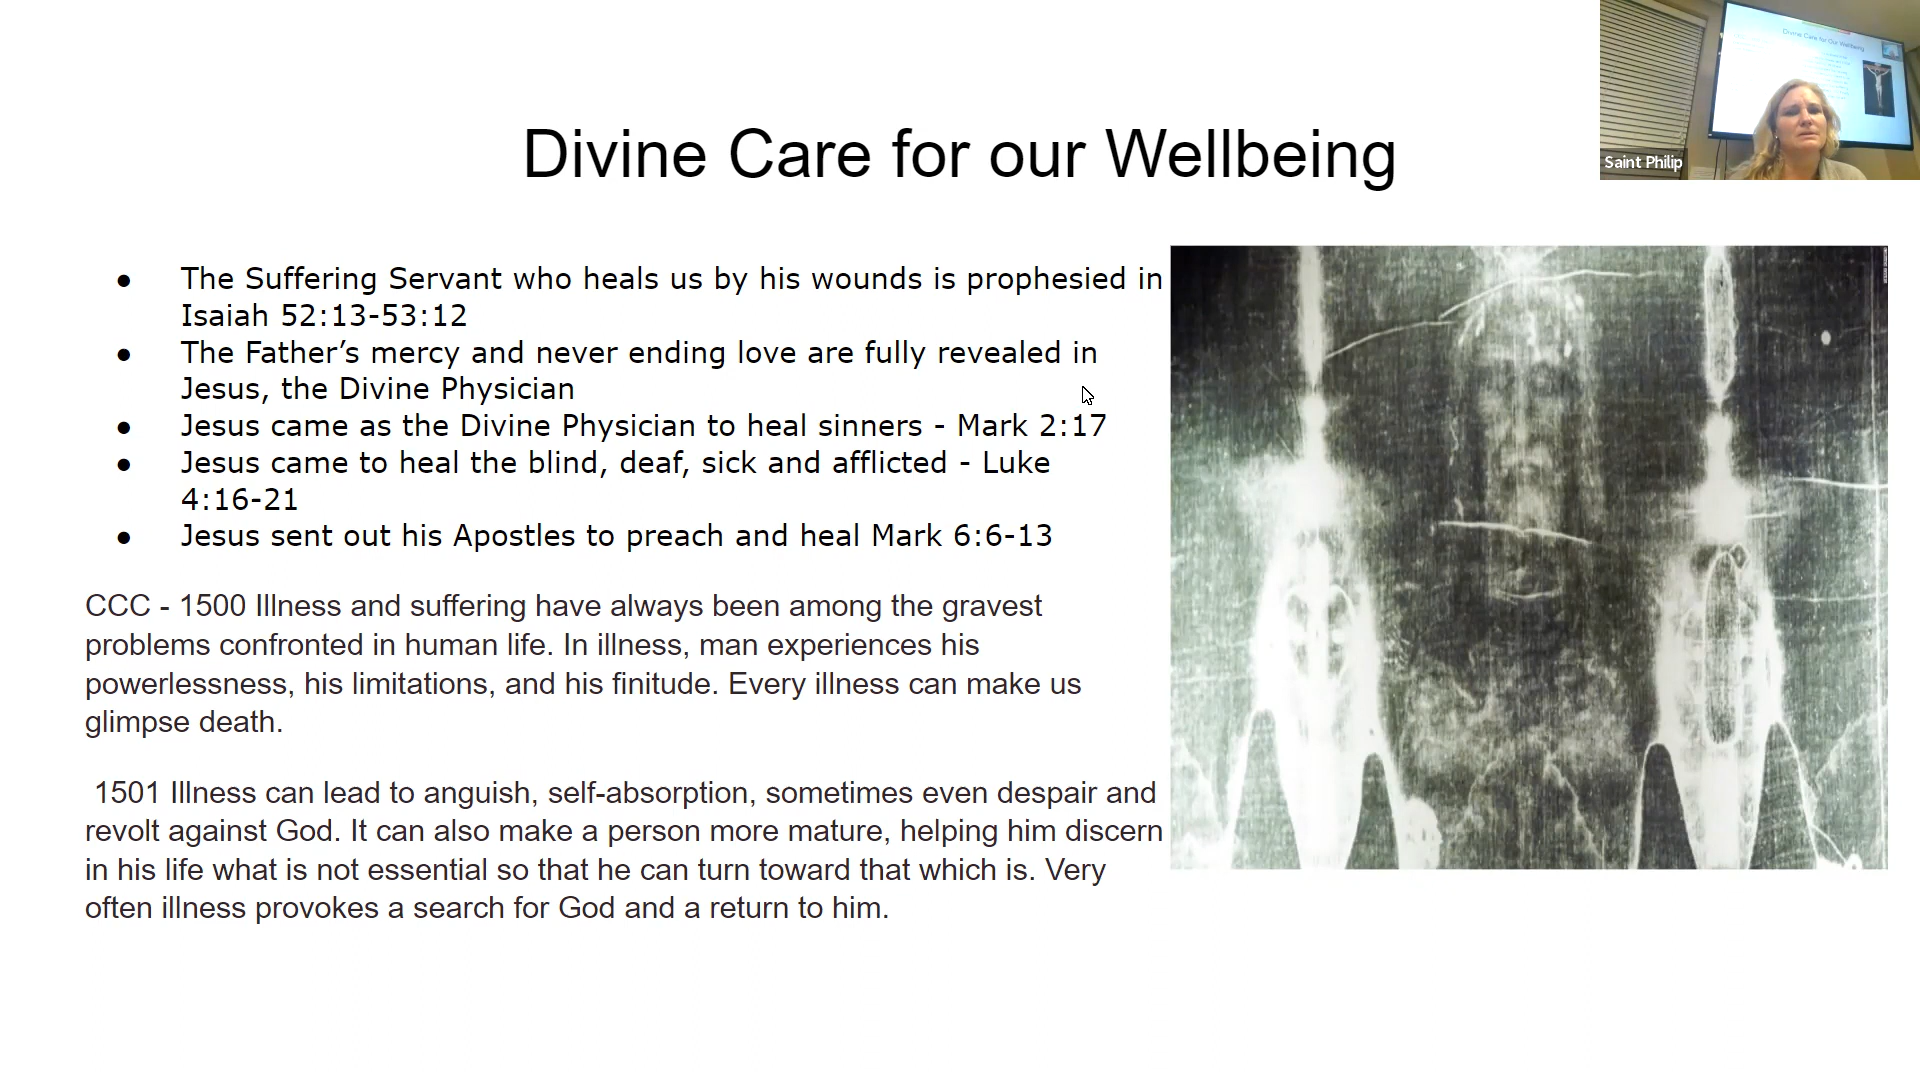 Divine Care for our Wellbeing
Divine Care for Our Wellbeing
Saint Philip
● The Suffering Servant who heals us by his wounds is prophesied in
Isaiah 52:13-53:12
● The Father’s mercy and never ending love are fully revealed in
Jesus, the Divine Physician
● Jesus came as the Divine Physician to heal sinners - Mark 2:17
● Jesus came to heal the blind, deaf, sick and afflicted - Luke
4:16-21
● Jesus sent out his Apostles to preach and heal Mark 6:6-13
CCC - 1500 Illness and suffering have always been among the gravest
problems confronted in human life. In illness, man experiences his
powerlessness, his limitations, and his finitude. Every illness can make us
glimpse death.
1501 Illness can lead to anguish, self-absorption, sometimes even despair and
revolt against God. It can also make a person more mature, helping him discern
in his life what is not essential so that he can turn toward that which is. Very
often illness provokes a search for God and a return to him.